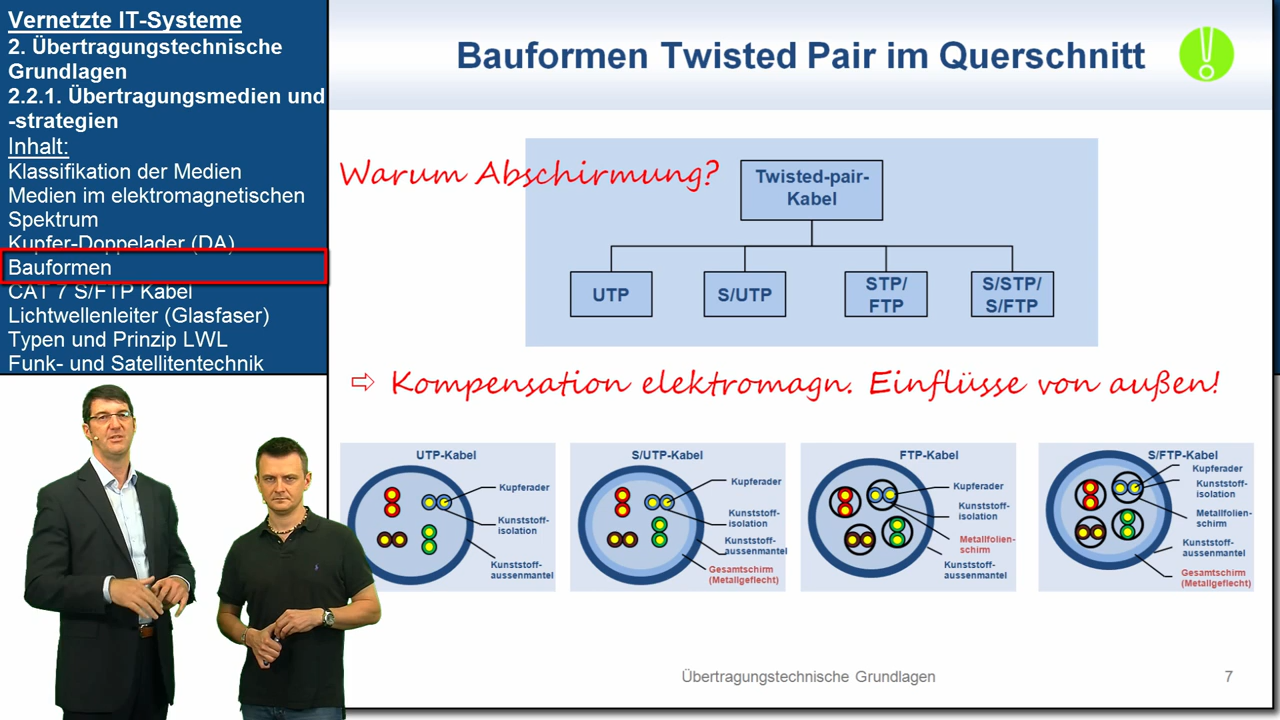 Vernetzte IT-Systeme
2. Übertragungstechnische
Grundlagen
2.2.1. Übertragungsmedien und
-strategien
Inhalt:
Klassifikation der Medien
Medien im elektromagnetischen
Spektrum
Kupfer-Doppelader (DA)
Bauformen
CAT 7 S/FTP Kabel
Lichtwellenleiter (Glasfaser)
Typen und Prinzip LWL
Funk- und Satellitentechnik
Bauformen Twisted Pair im Querschnitt
Warum Abschirmung?
Twisted-pair-
Kabel
UTP
S/UTP
STP/
FTP
S/STP/
S/FTP
⇨ Kompensation elektromagn. Einflüsse von außen!
UTP-Kabel
Kupferader
Kunststoff-
isolation
Kunststoff-
aussenmantel
S/UTP-Kabel
Kupferader
Kunststoff-
isolation
Kunststoff-
aussenmantel
Gesamtschirm
(Metallgeflecht)
FTP-Kabel
Kupferader
Kunststoff-
isolation
Metallfolien-
schirm
Kunststoff-
aussenmantel
S/FTP-Kabel
Kupferader
Kunststoff-
isolation
Metallfolien-
schirm
Kunststoff-
aussenmantel
Gesamtschirm
(Metallgeflecht)
Übertragungstechnische Grundlagen
7